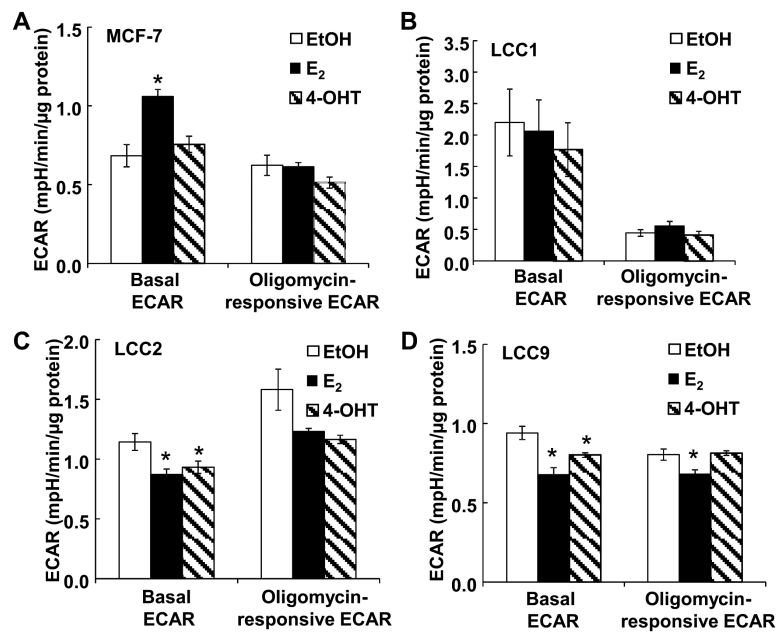 A
MCF-7
EtOH
E2
4-OHT
ECAR (mpH/min/µg protein)
1.5
1.0
0.5
0.0
*
Basal
ECAR
Oligomycin-
responsive ECAR
B
LCC1
EtOH
E2
4-OHT
ECAR (mpH/min/µg protein)
3.5
3.0
2.5
2.0
1.5
1.0
0.5
0.0
Basal
ECAR
Oligomycin-
responsive ECAR
C
LCC2
EtOH
E2
4-OHT
ECAR (mpH/min/µg protein)
2.0
1.5
1.0
0.5
0.0
* *
Basal
ECAR
Oligomycin-
responsive ECAR
D
LCC9
EtOH
E2
4-OHT
ECAR (mpH/min/µg protein)
1.5
1.0
0.5
0.0
* * *
Basal
ECAR
Oligomycin-
responsive ECAR